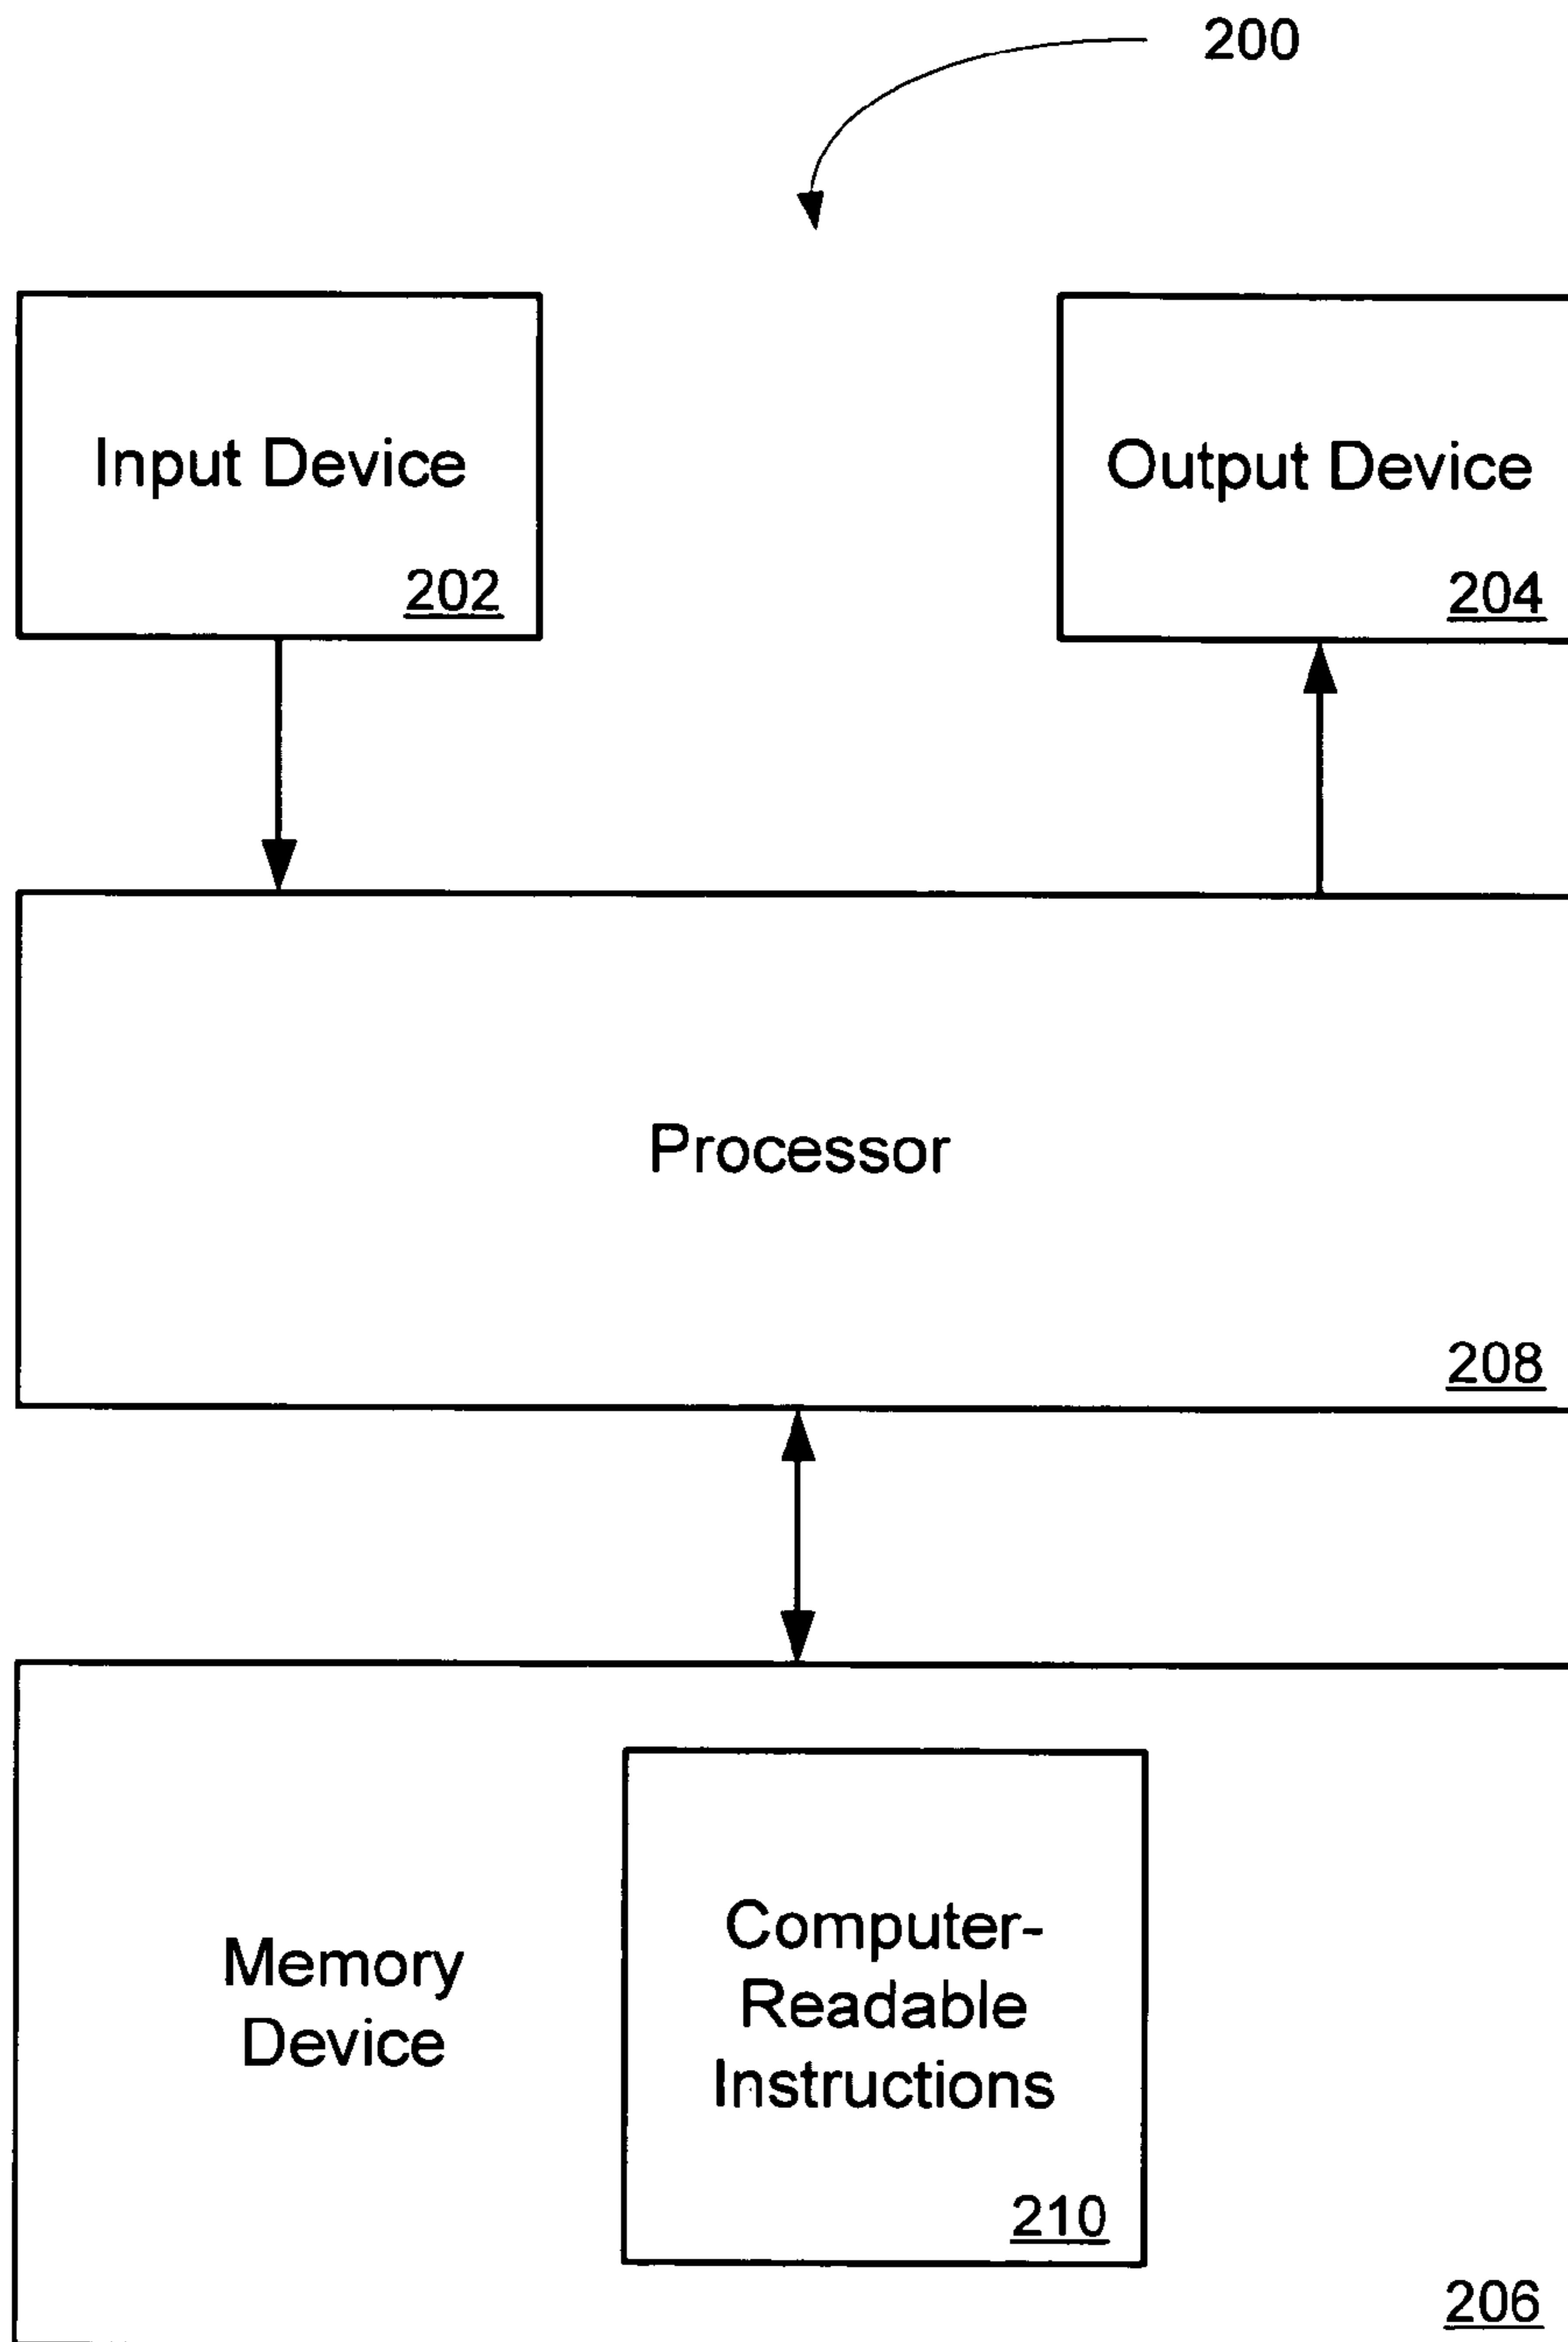 200
Input Device
202
Output Device
204
Processor
208
Memory
Device
Computer-
Readable
Instructions
210
206